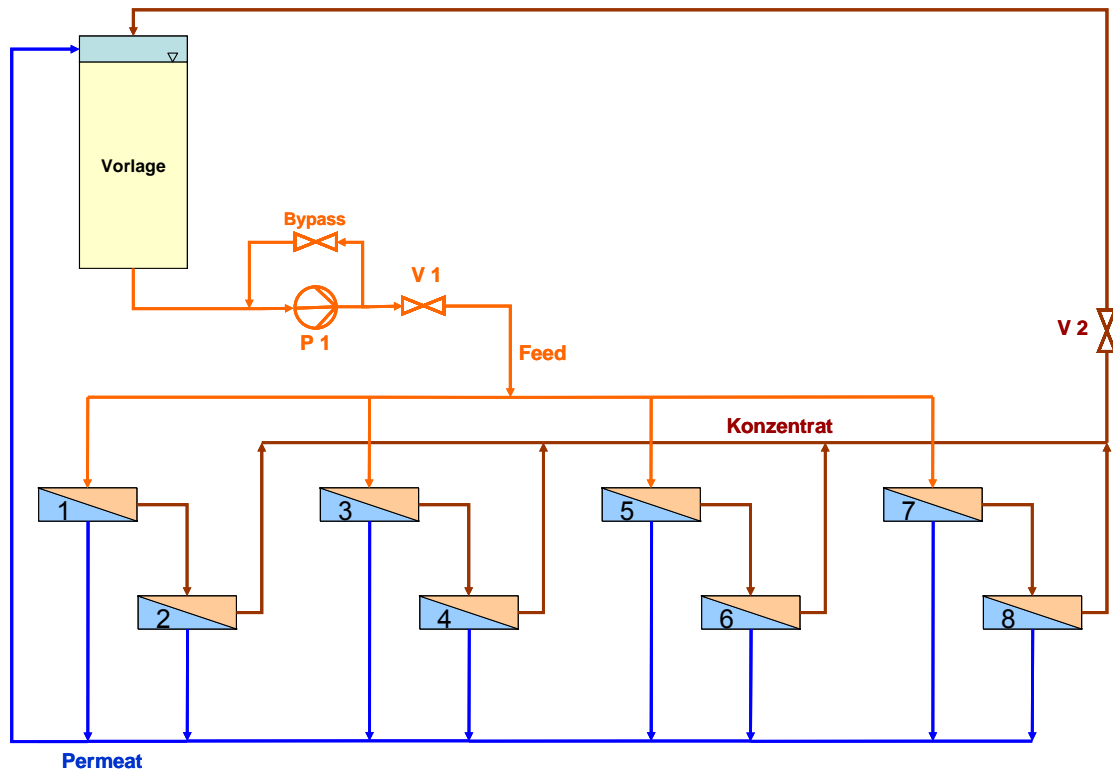 Vorlage
Bypass
V 1
P 1
Feed
V 2
Konzentrat
1
3
5
7
2
4
6
8
Permeat